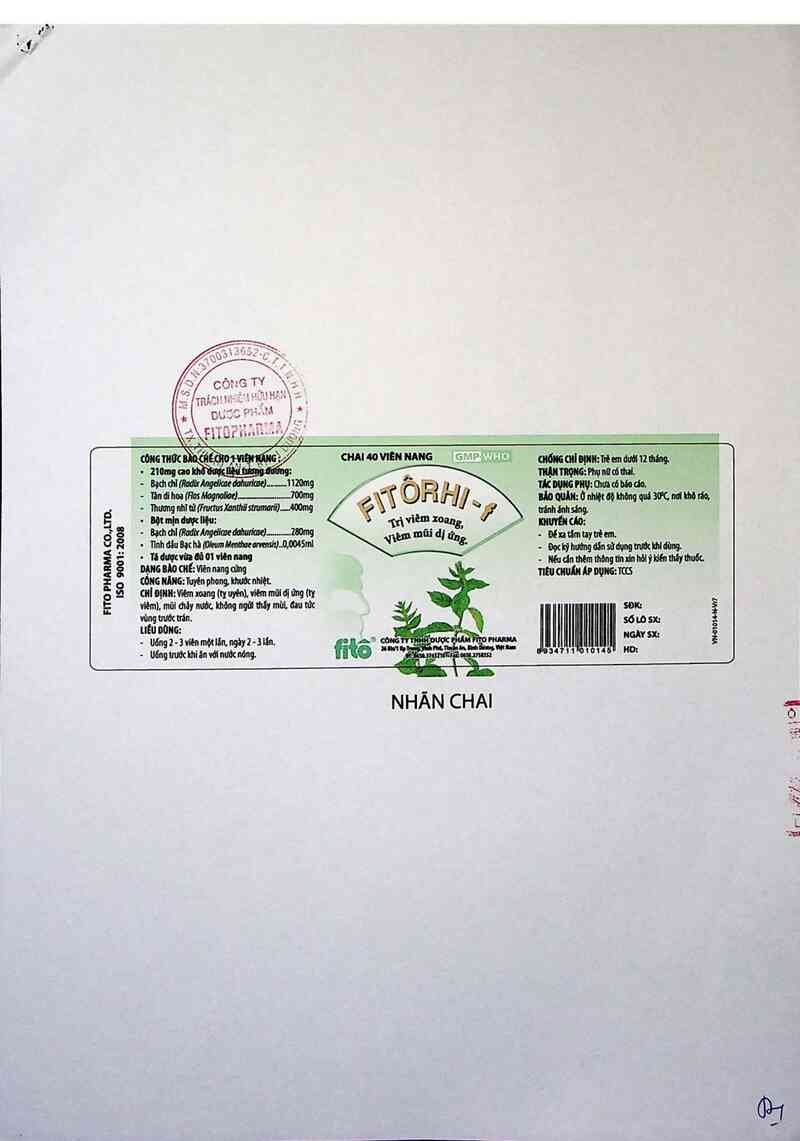 M.S.D.N:3700313652-C.T.T.N.H.H
CÔNG TY
TRÁCH NHIỆM HỮU HẠN
DƯỢC PHẨM
FITOPHARMA
FITO PHARMA CO.,LTD.
ISO 9001: 2008
CÔNG THỨC BÀO CHẾ CHO 1 VIÊN NANG :
• 210mg cao khô dược liệu tương đương:
- Bạch chỉ (Radix Angelicae dahuricae)..........1120mg
- Tân di hoa (Flos Magnoliae)......................700mg
- Thương nhĩ tử (Fructus Xanthii strumarii).....400mg
• Bột mịn dược liệu:
- Bạch chỉ (Radix Angelicae dahuricae)............280mg
• Tinh dầu Bạc hà (Oleum Menthae arvensis)..0,0045ml
• Tá dược vừa đủ 01 viên nang
DẠNG BÀO CHẾ: Viên nang cứng
CÔNG NĂNG: Tuyên phong, khước nhiệt.
CHỈ ĐỊNH: Viêm xoang (tỵ uyên), viêm mũi dị ứng (tỵ
viêm), mũi chảy nước, không ngửi thấy mùi, đau tức
vùng trước trán.
LIỀU DÙNG:
- Uống 2 - 3 viên một lần, ngày 2 - 3 lần.
- Uống trước khi ăn với nước nóng.
CHAI 40 VIÊN NANG GMP-WHO
FITÔRHI-f
Trị viêm xoang,
Viêm mũi dị ứng.
fitô®
CÔNG TY TNHH DƯỢC PHẨM FITO PHARMA
CHỐNG CHỈ ĐỊNH: Trẻ em dưới 12 tháng.
THẬN TRỌNG: Phụ nữ có thai.
TÁC DỤNG PHỤ: Chưa có báo cáo.
BẢO QUẢN: Ở nhiệt độ không quá 30ºC, nơi khô ráo,
tránh ánh sáng.
KHUYẾN CÁO:
- Để xa tầm tay trẻ em.
- Đọc kỹ hướng dẫn sử dụng trước khi dùng.
- Nếu cần thêm thông tin xin hỏi ý kiến thầy thuốc.
TIÊU CHUẨN ÁP DỤNG: TCCS
8 934711 010145
SĐK:
SỐ LÔ SX:
NGÀY SX:
HD:
VN-01014-N-Vr7
NHÃN CHAI